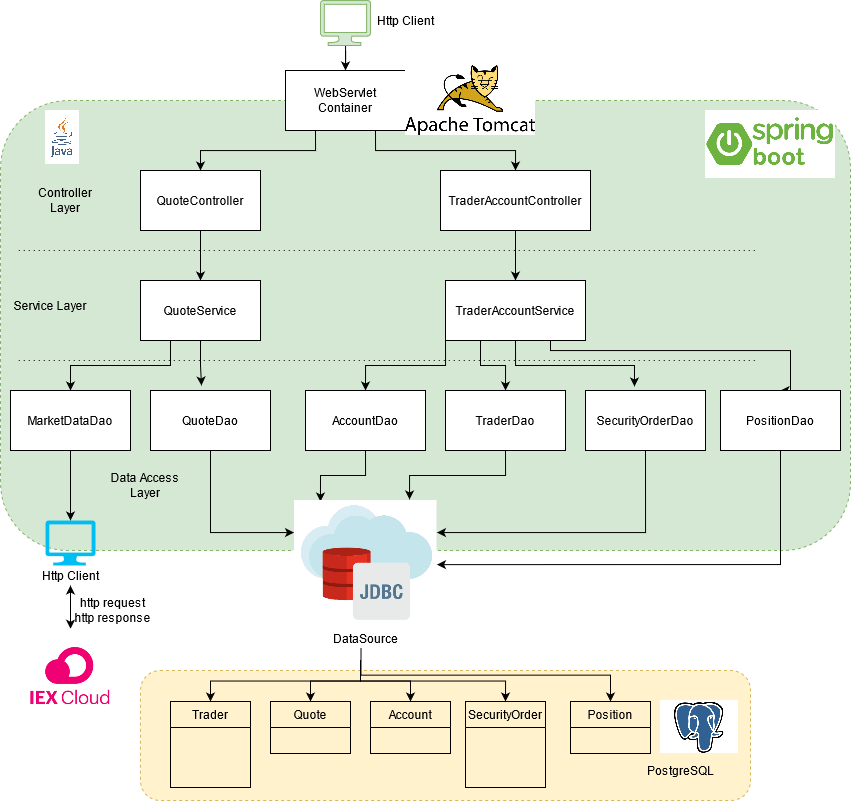 Http Client
WebServlet
Container
Apache Tomcat
Java
spring
boot
Controller
Layer
QuoteController
TraderAccountController
Service Layer
QuoteService
TraderAccountService
MarketDataDao
QuoteDao
AccountDao
TraderDao
SecurityOrderDao
PositionDao
Data Access
Layer
Http Client
JDBC
http request
http response
DataSource
IEX Cloud
Trader
Quote
Account
SecurityOrder
Position
PostgreSQL